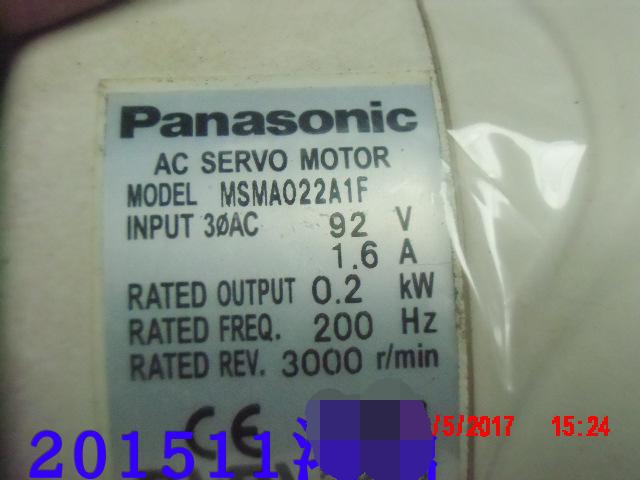 Panasonic
AC SERVO MOTOR
MODEL MSMA022A1F
INPUT 3ØAC 92 V
1.6 A
RATED OUTPUT 0.2 kW
RATED FREQ. 200 Hz
RATED REV. 3000 r/min
CE
/5/2017 15:24
201511